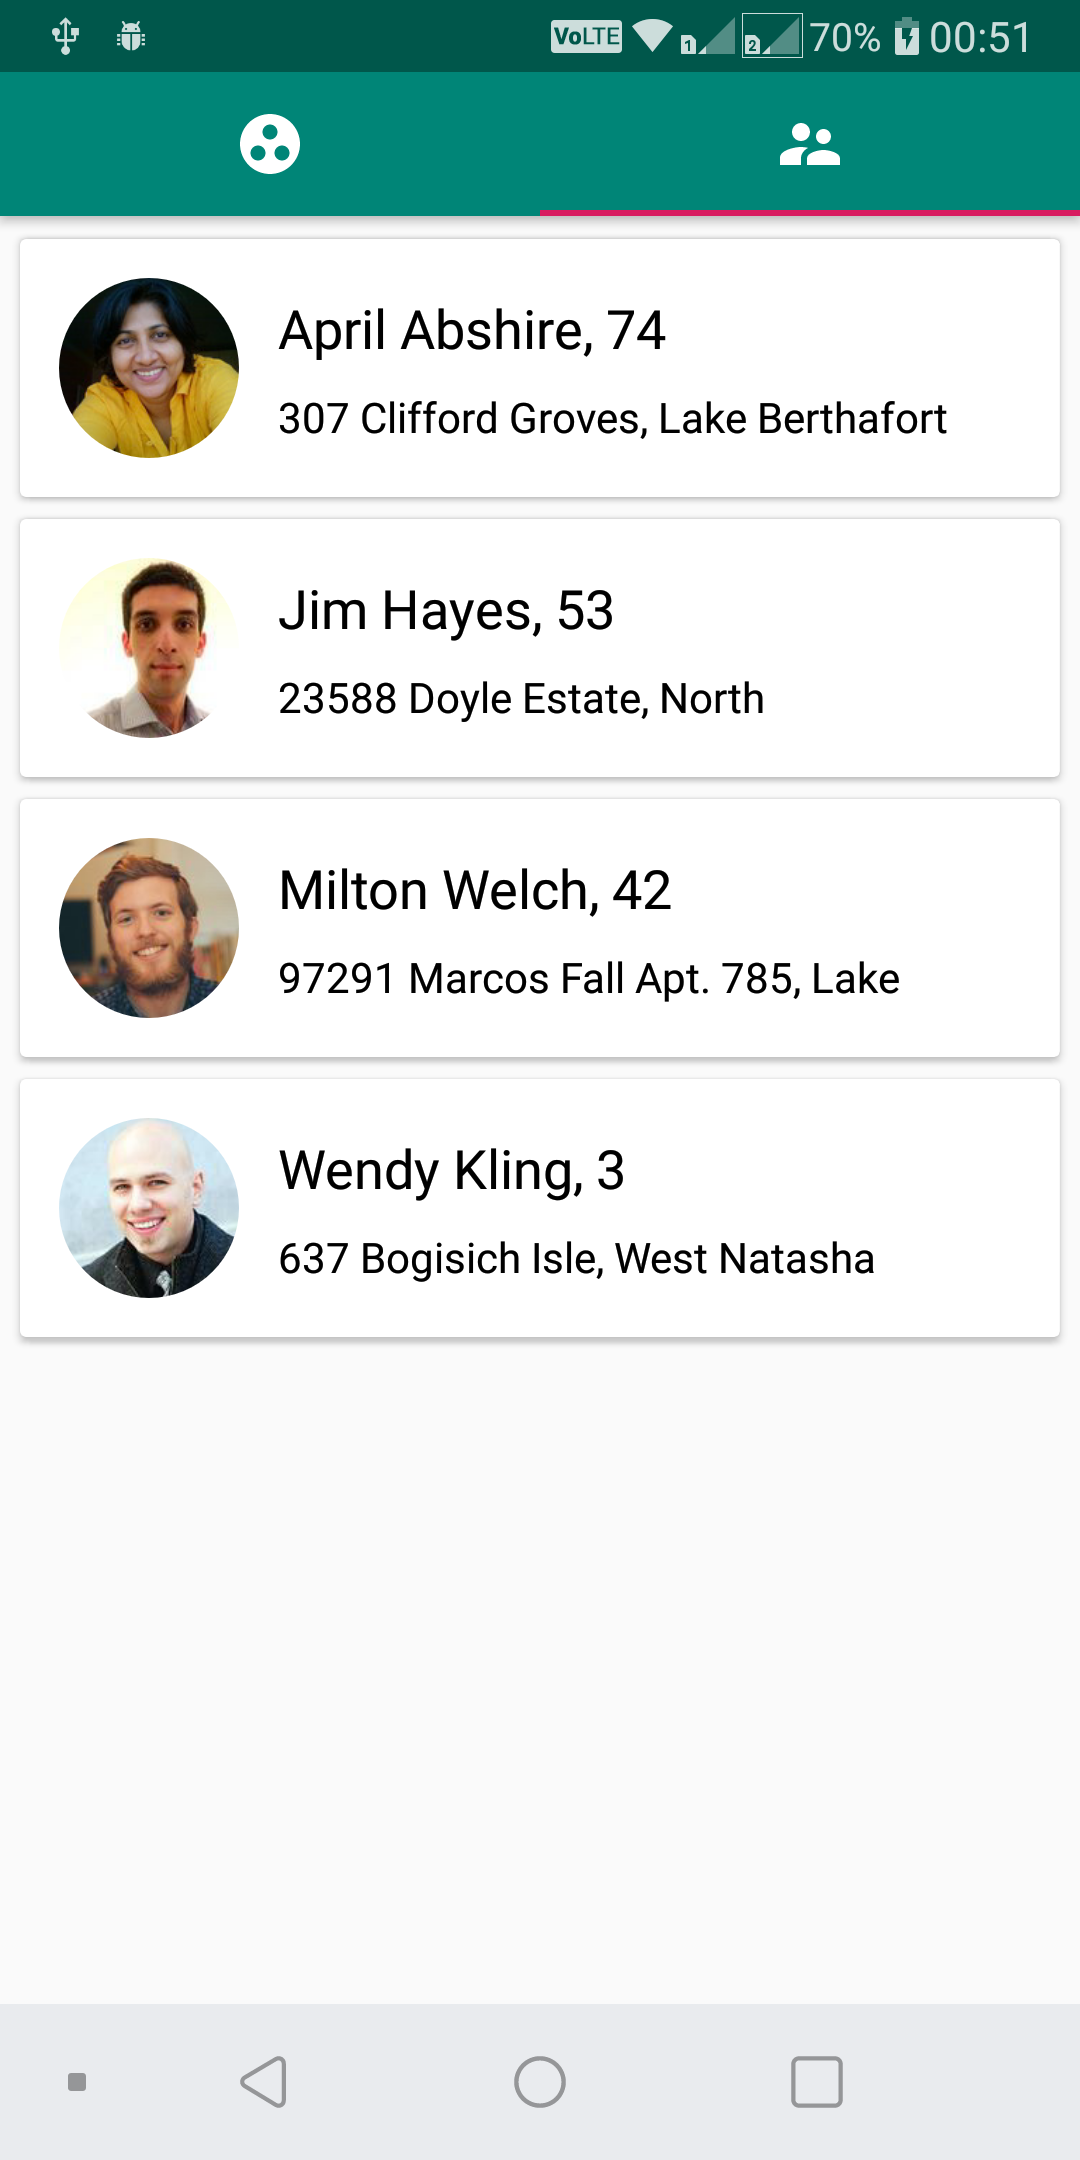 VoLTE 1 2 70% 00:51
April Abshire, 74
307 Clifford Groves, Lake Berthafort
Jim Hayes, 53
23588 Doyle Estate, North
Milton Welch, 42
97291 Marcos Fall Apt. 785, Lake
Wendy Kling, 3
637 Bogisich Isle, West Natasha